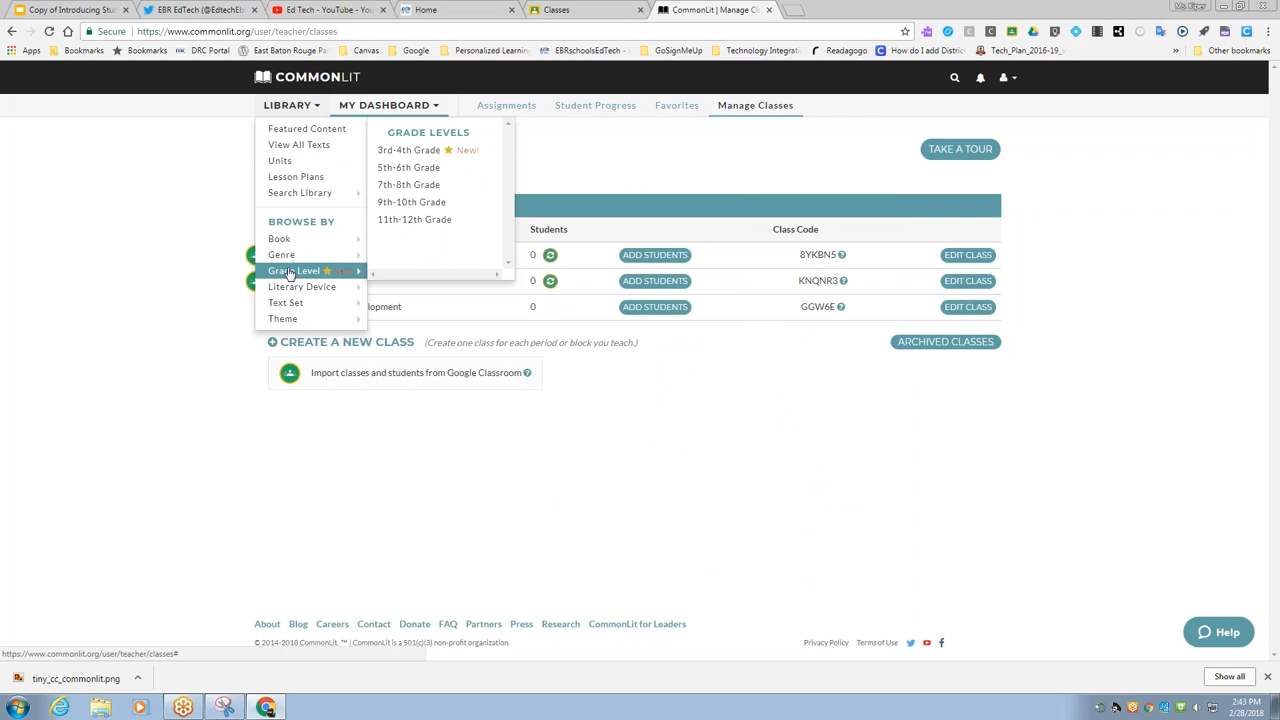 Copy of Introducing Stud
EBR EdTech (@EdtechEb
Ed Tech - YouTube - You
Home
Classes
CommonLit | Manage Cl
Secure
https://www.commonlit.org/user/teacher/classes
Apps
Bookmarks
Bookmarks
DRC Portal
East Baton Rouge Pa
Canvas
Google
Personalized Learnin
EBRschoolsEdTech
GoSignMeUp
Technology Integrati
Readagogo
How do I add Distric
Tech_Plan_2016-19_
Other bookmarks
COMMONLIT
LIBRARY
MY DASHBOARD
Assignments
Student Progress
Favorites
Manage Classes
Featured Content
View All Texts
Units
Lesson Plans
Search Library
BROWSE BY
Book
Genre
Literary Device
Text Set
Theme
GRADE LEVELS
3rd-4th Grade New!
5th-6th Grade
7th-8th Grade
9th-10th Grade
11th-12th Grade
TAKE A TOUR
Students
Class Code
0 ADD STUDENTS 8YKBN5 EDIT CLASS
0 ADD STUDENTS KNQNR3 EDIT CLASS
lopment 0 ADD STUDENTS GGW6E EDIT CLASS
CREATE A NEW CLASS (Create one class for each period or block you teach.)
ARCHIVED CLASSES
Import classes and students from Google Classroom
About Blog Careers Contact Donate FAQ Partners Press Research CommonLit for Leaders
© 2014-2018 CommonLit. ™ | CommonLit is a 501(c)(3) non-profit organization.
Privacy Policy Terms of Use
Help
https://www.commonlit.org/user/teacher/classes#
tiny_cc_commonlit.png
Show all
2:43 PM
2/28/2018